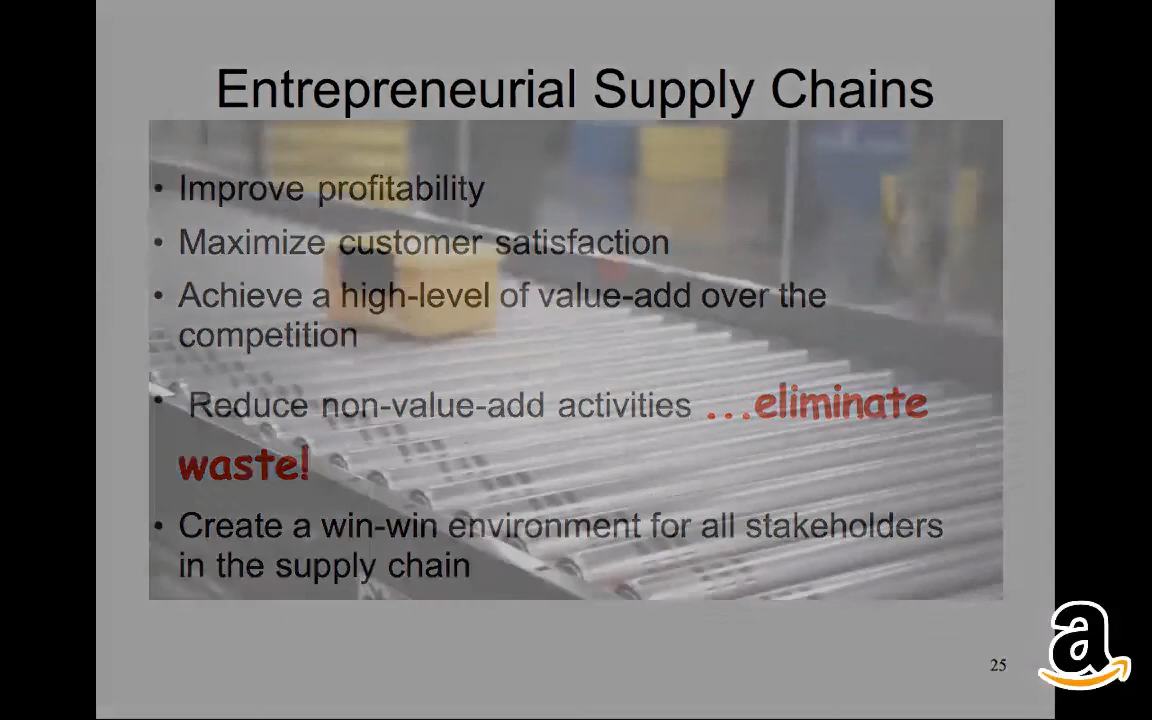 Entrepreneurial Supply Chains
• Improve profitability
• Maximize customer satisfaction
• Achieve a high-level of value-add over the
competition
• Reduce non-value-add activities ...eliminate
waste!
• Create a win-win environment for all stakeholders
in the supply chain
25
a